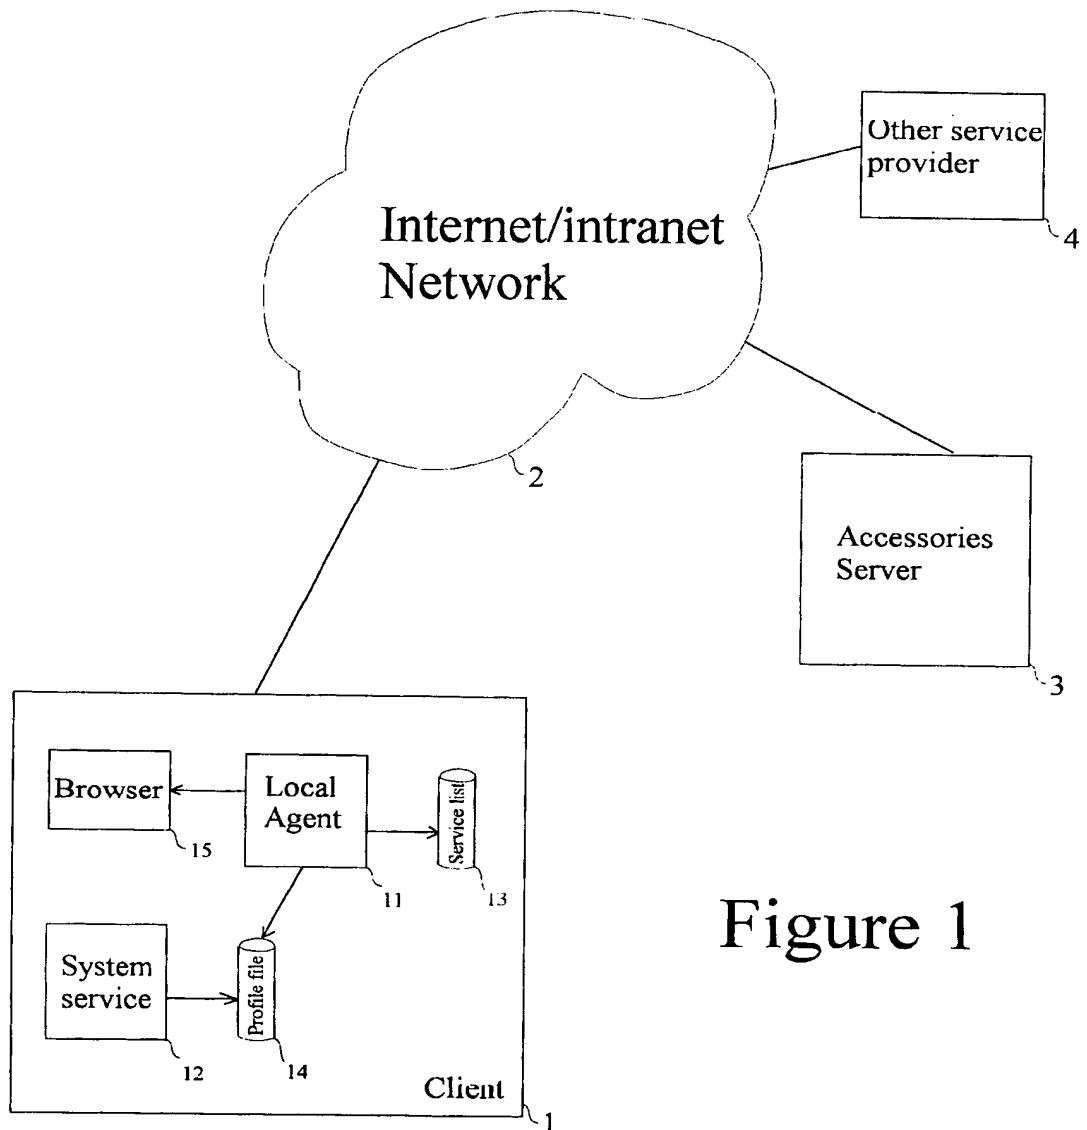 Other service
provider
4
Internet/intranet
Network
2
Accessories
Server
3
Browser
15
Local
Agent
11
Service list
13
System
service
12
Profile file
14
Client
1
Figure 1